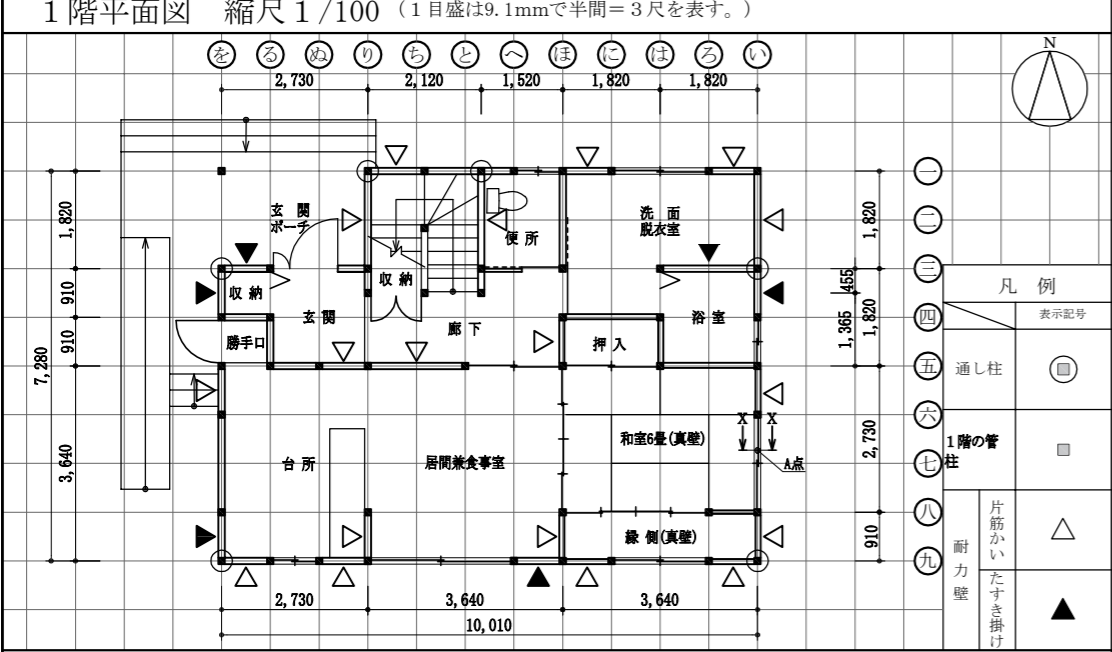 1階平面図 縮尺1/100 (1目盛は9.1mmで半間=3尺を表す。)
を る ぬ り ち と へ ほ に は ろ い
N
2,730 2,120 1,520 1,820 1,820
一
二
三
四
五
六
七
八
九
7,280
1,820
910
910
3,640
玄関
ポーチ
便所
洗面
脱衣室
収納
収納
玄関
廊下
浴室
勝手口
押入
台所
居間兼食事室
和室6畳(真壁)
縁側(真壁)
X X
A点
1,820
455
1,365
1,820
2,730
910
2,730 3,640 3,640
10,010
凡例
表示記号
通し柱
1階の管
柱
耐力壁
片筋かい
たすき掛け